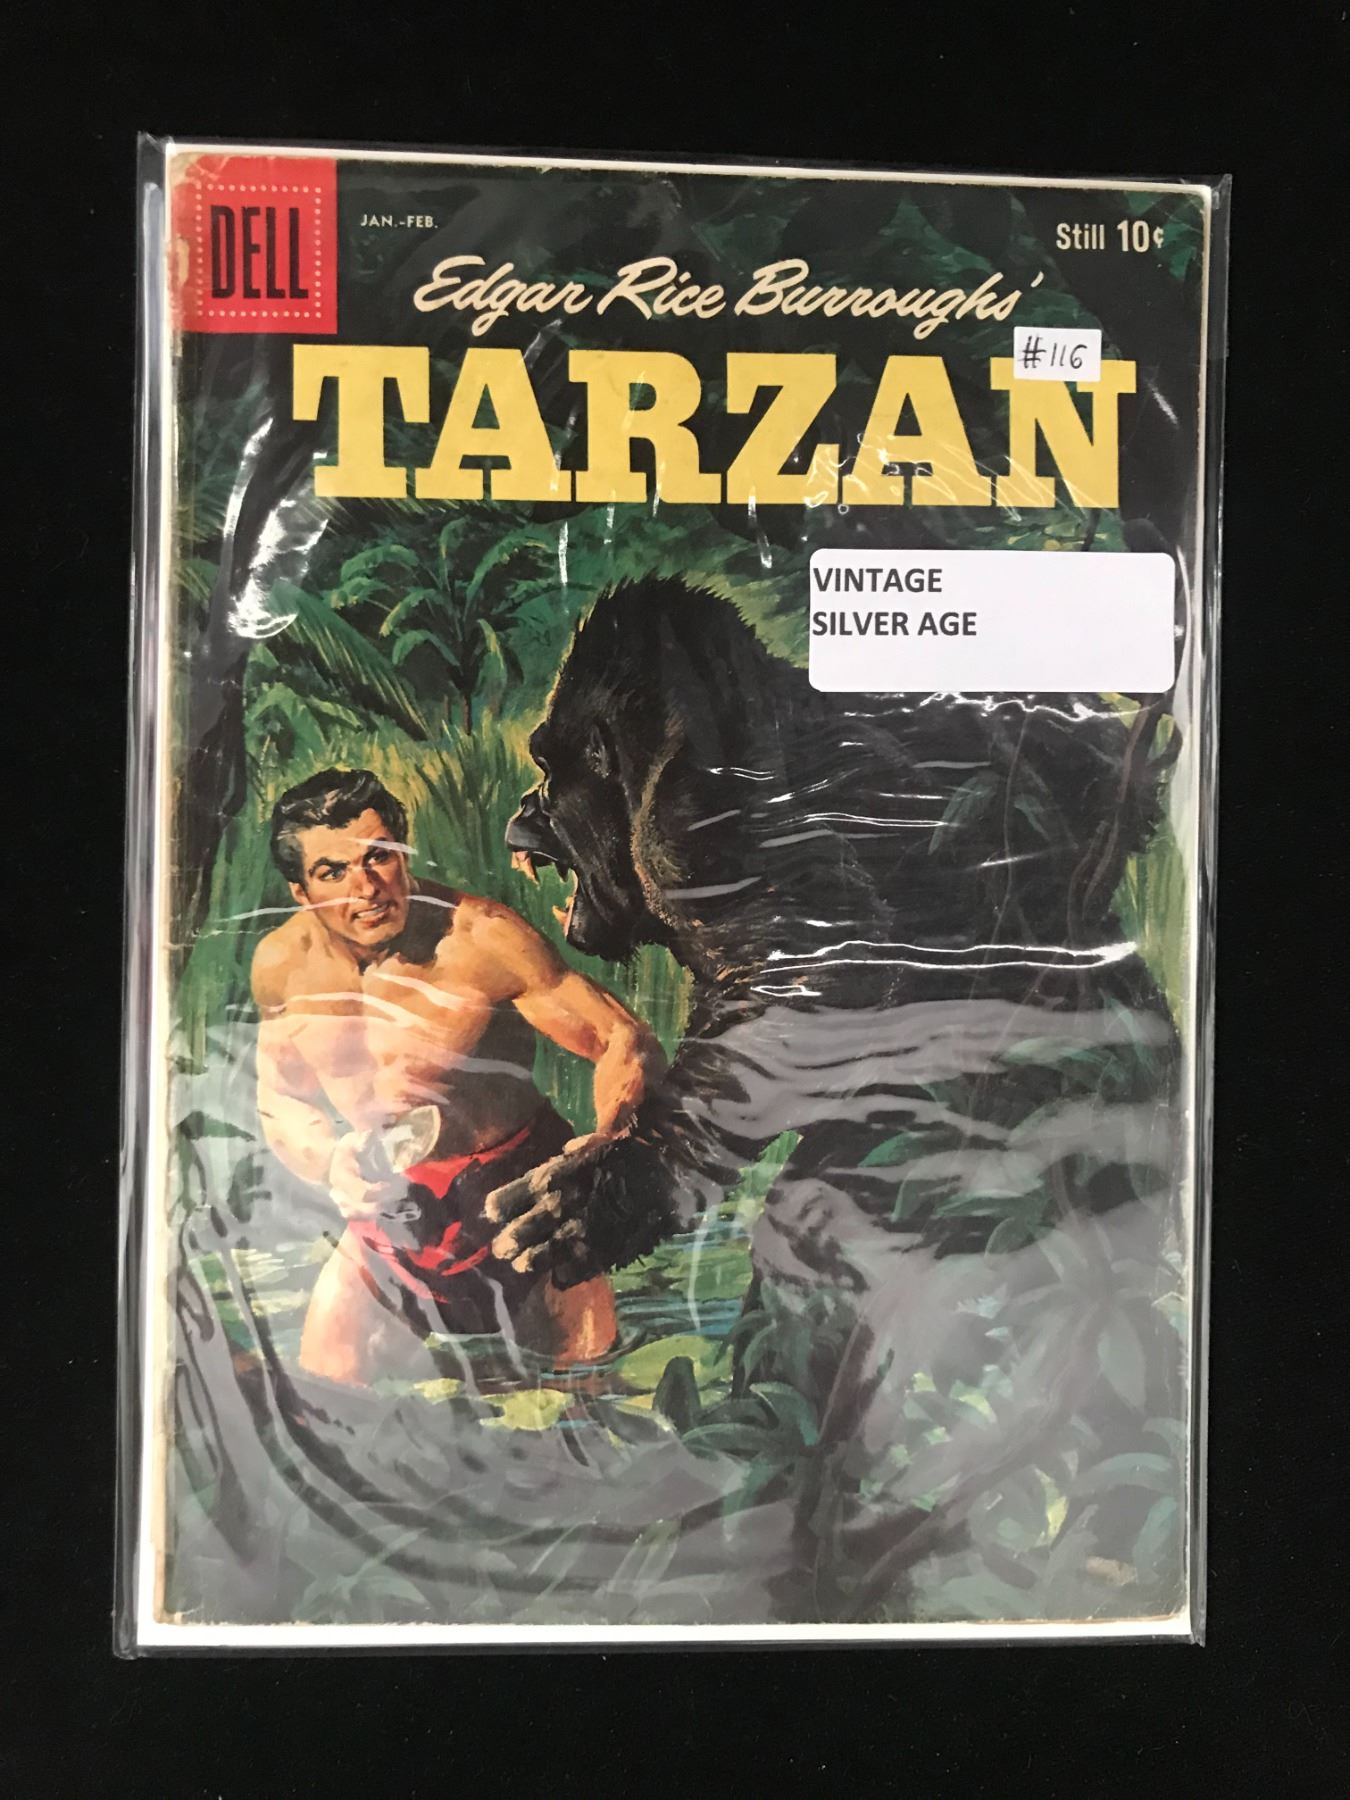 DELL
JAN.-FEB.
Still 10¢
Edgar Rice Burroughs'
TARZAN
#116
VINTAGE
SILVER AGE